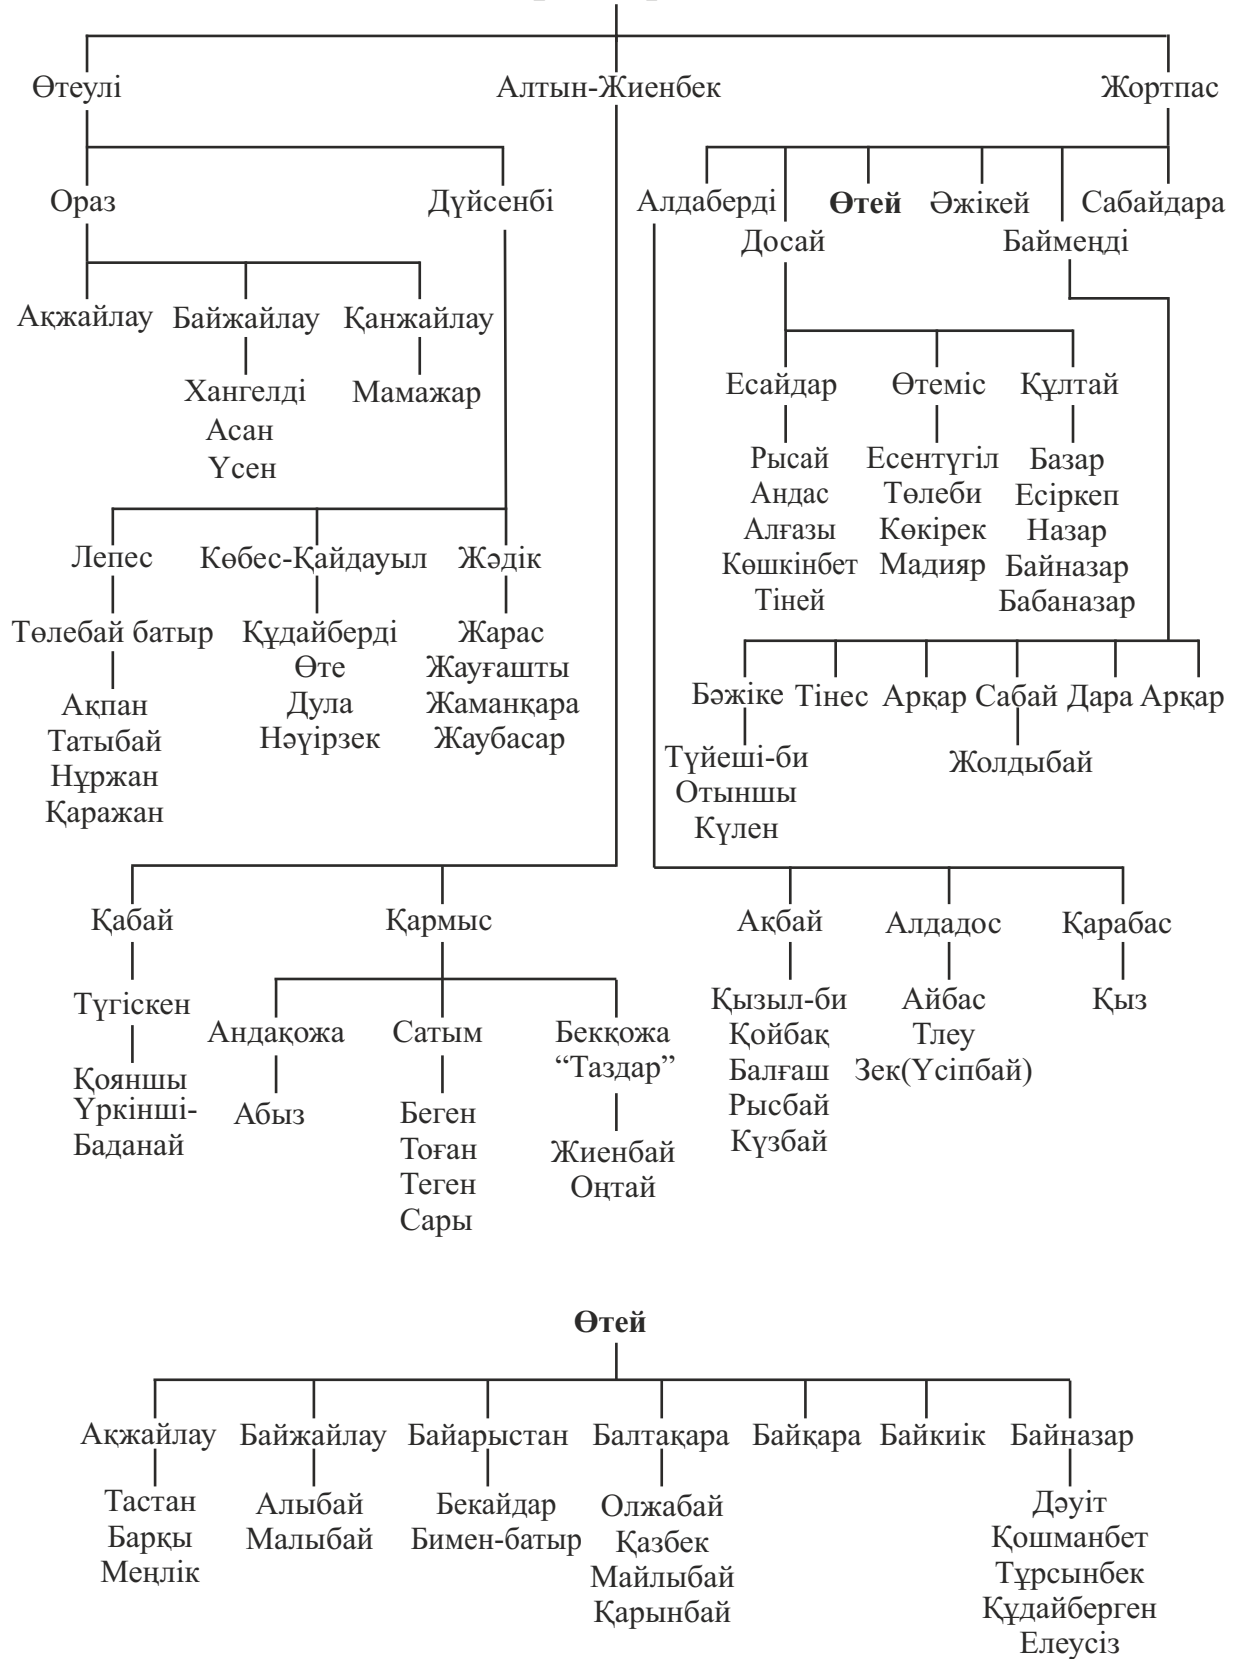 Өтеулі Алтын-Жиенбек Жортпас
Ораз Дүйсенбі Алдаберді Өтей Әжікей Сабайдара
Досай Баймеңді
Ақжайлау Байжайлау Қанжайлау
Хангелді Мамажар
Асан
Үсен
Есайдар Өтеміс Құлтай
Рысай Есентүгіл Базар
Андас Төлеби Есіркеп
Алғазы Көкірек Назар
Көшкінбет Мадияр Байназар
Тіней Бабаназар
Лепес Көбес-Қайдауыл Жәдік
Төлебай батыр Құдайберді Жарас
Өте Жауғашты
Ақпан Дула Жаманқара
Татыбай Нәуірзек Жаубасар
Нұржан
Қаражан
Бәжіке Тінес Арқар Сабай Дара Арқар
Түйеші-би Жолдыбай
Отыншы
Күлен
Қабай Қармыс Ақбай Алдадос Қарабас
Түгіскен
Қояншы
Үркінші-
Баданай
Андақожа Сатым Бекқожа
“Таздар”
Абыз Беген Жиенбай
Тоған Оңтай
Теген
Сары
Қызыл-би Айбас Қыз
Қойбақ Тлеу
Балғаш Зек(Үсіпбай)
Рысбай
Күзбай
Өтей
Ақжайлау Байжайлау Байарыстан Балтақара Байқара Байкиік Байназар
Тастан Алыбай Бекайдар Олжабай Дәуіт
Барқы Малыбай Бимен-батыр Қазбек Қошманбет
Меңлік Майлыбай Тұрсынбек
Қарынбай Құдайберген
Елеусіз